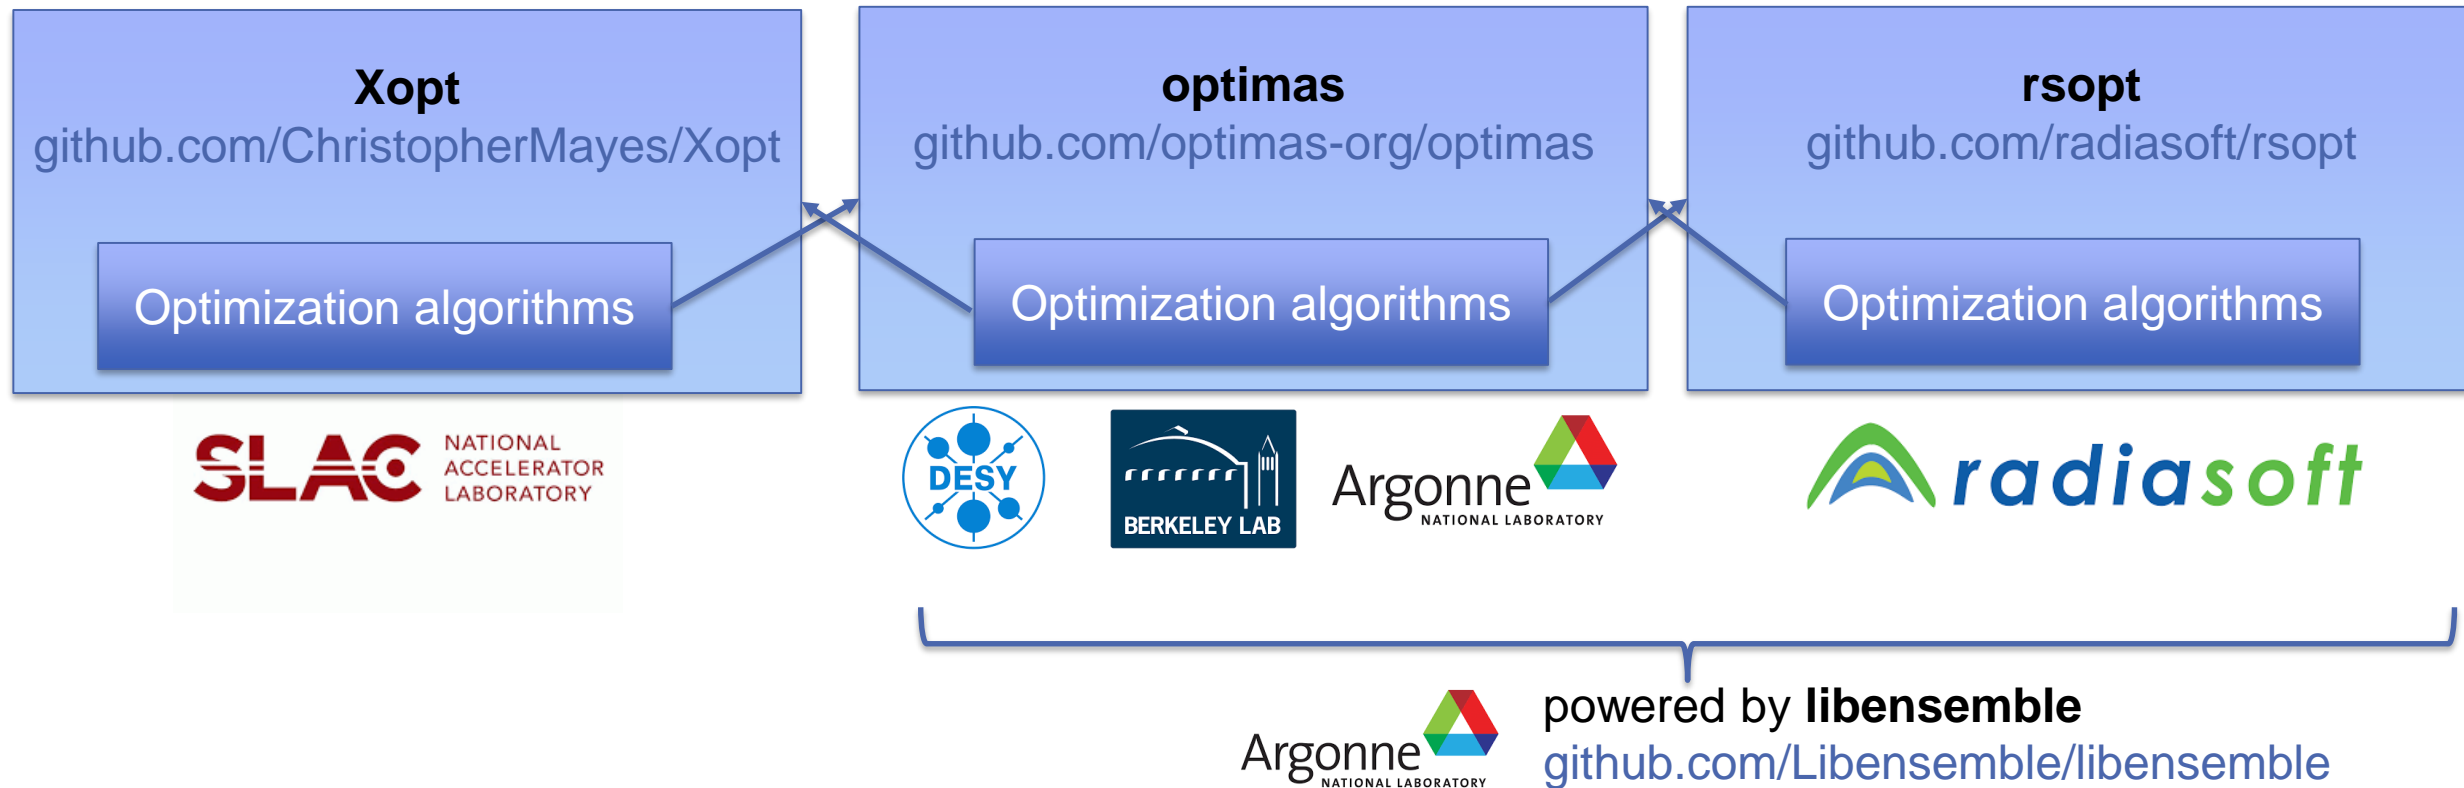 Xopt
github.com/ChristopherMayes/Xopt
Optimization algorithms
optimas
github.com/optimas-org/optimas
Optimization algorithms
rsopt
github.com/radiasoft/rsopt
Optimization algorithms
SLAC
NATIONAL
ACCELERATOR
LABORATORY
DESY
BERKELEY LAB
Argonne
NATIONAL LABORATORY
radiasoft
Argonne
NATIONAL LABORATORY
powered by libensemble
github.com/Libensemble/libensemble